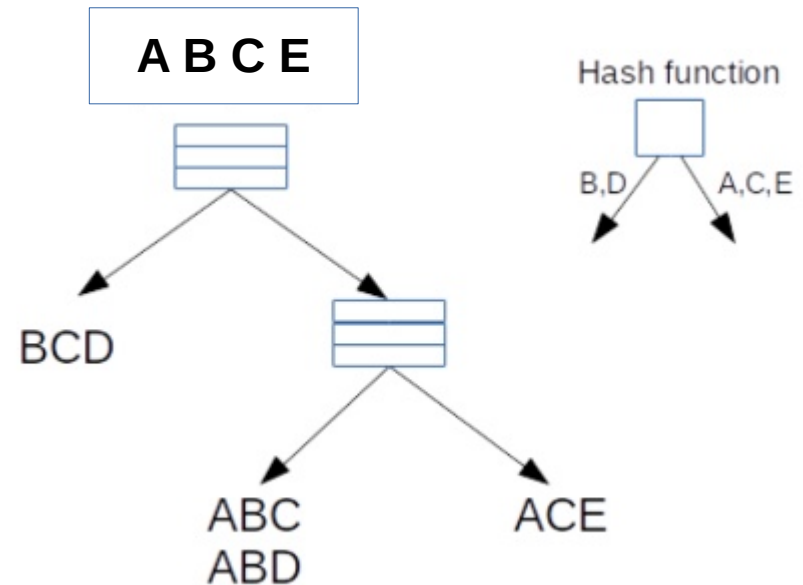 A B C E
Hash function
B,D
A,C,E
BCD
ABC
ABD
ACE